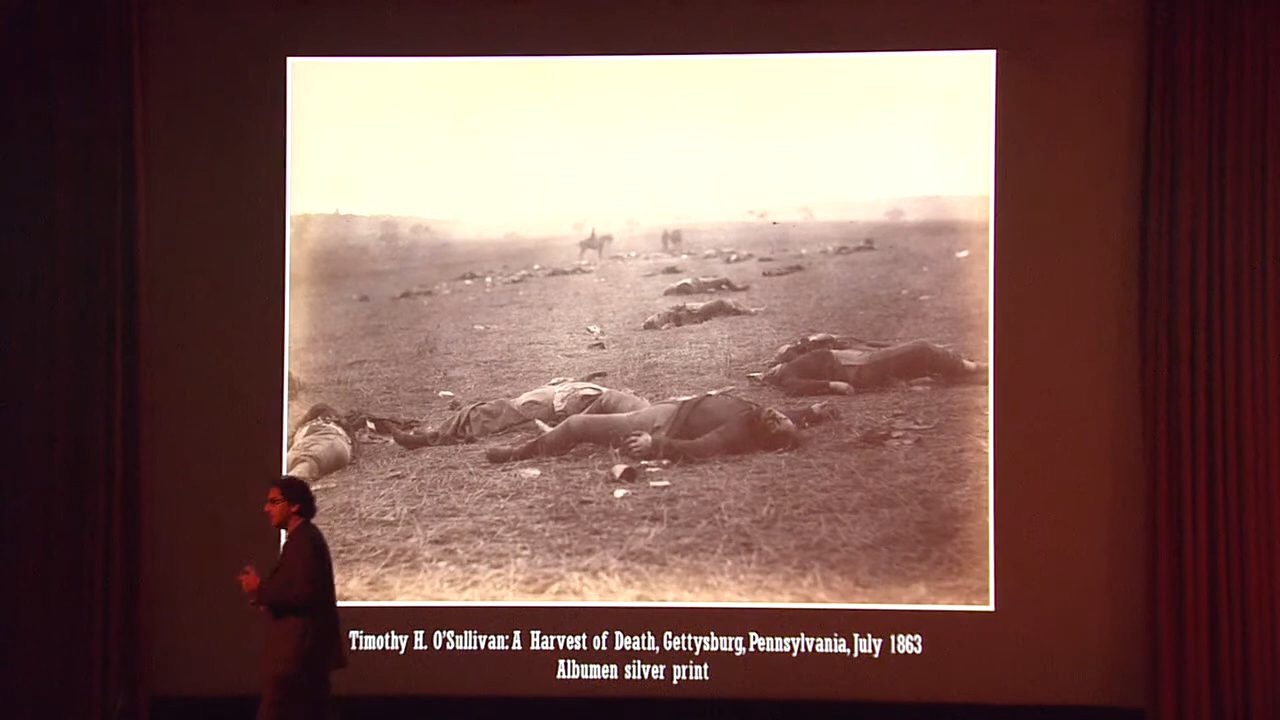 Timothy H. O'Sullivan: A Harvest of Death, Gettysburg, Pennsylvania, July 1863
Albumen silver print